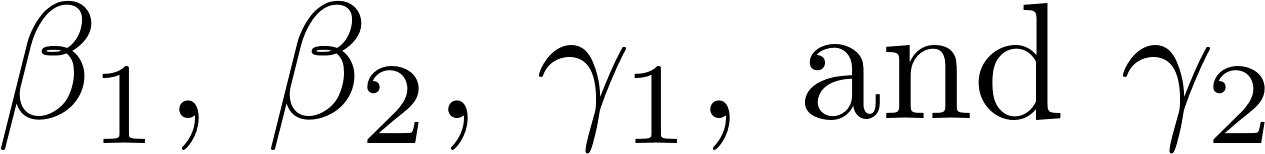 β₁, β₂, γ₁, and γ₂